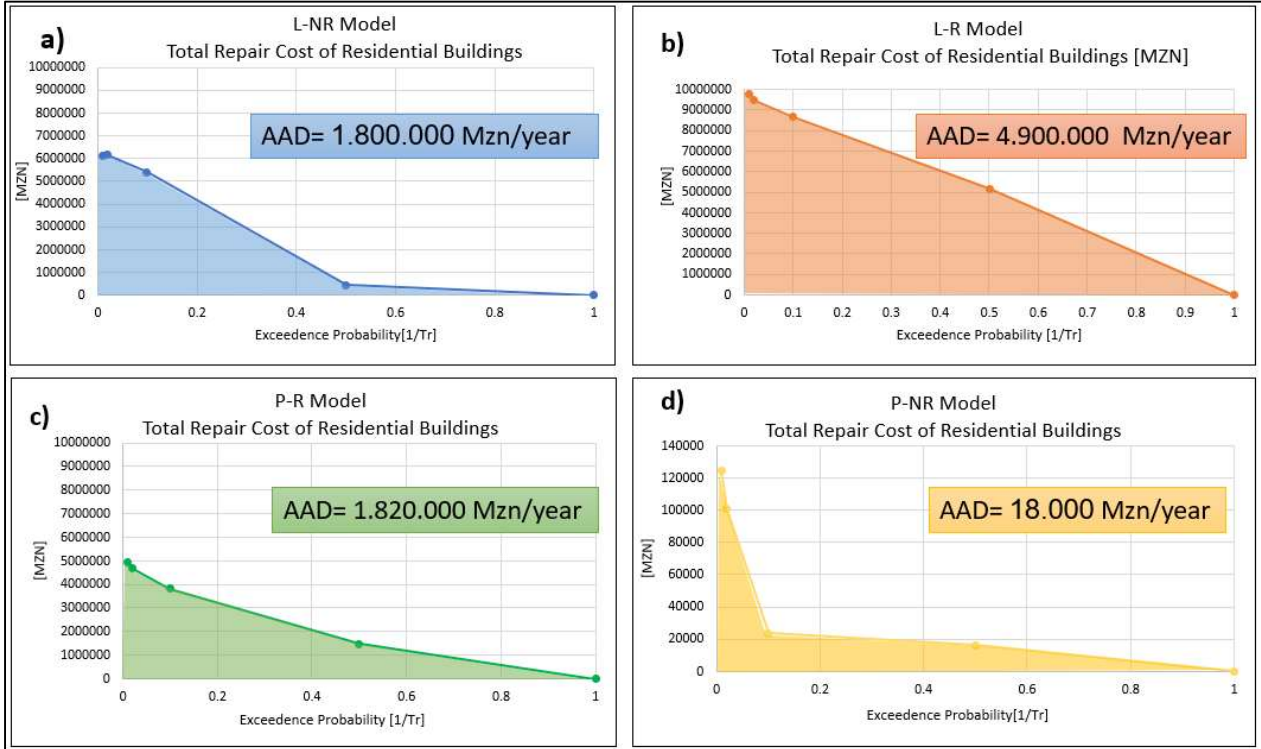 a)
L-NR Model
Total Repair Cost of Residential Buildings
10000000
9000000
8000000
7000000
6000000
5000000
4000000
3000000
2000000
1000000
0
[MZN]
AAD= 1.800.000 Mzn/year
0 0.2 0.4 0.6 0.8 1
Exceedence Probability[1/Tr]
b)
L-R Model
Total Repair Cost of Residential Buildings [MZN]
10000000
9000000
8000000
7000000
6000000
5000000
4000000
3000000
2000000
1000000
0
[MZN]
AAD= 4.900.000 Mzn/year
0 0.1 0.2 0.3 0.4 0.5 0.6 0.7 0.8 0.9 1
Exceedence Probability [1/Tr]
c)
P-R Model
Total Repair Cost of Residential Buildings
10000000
9000000
8000000
7000000
6000000
5000000
4000000
3000000
2000000
1000000
0
[MZN]
AAD= 1.820.000 Mzn/year
0 0.2 0.4 0.6 0.8 1
Exceedence Probability [1/Tr]
d)
P-NR Model
Total Repair Cost of Residential Buildings
140000
120000
100000
80000
60000
40000
20000
0
[MZN]
AAD= 18.000 Mzn/year
0 0.2 0.4 0.6 0.8 1
Exceedence Probability[1/Tr]